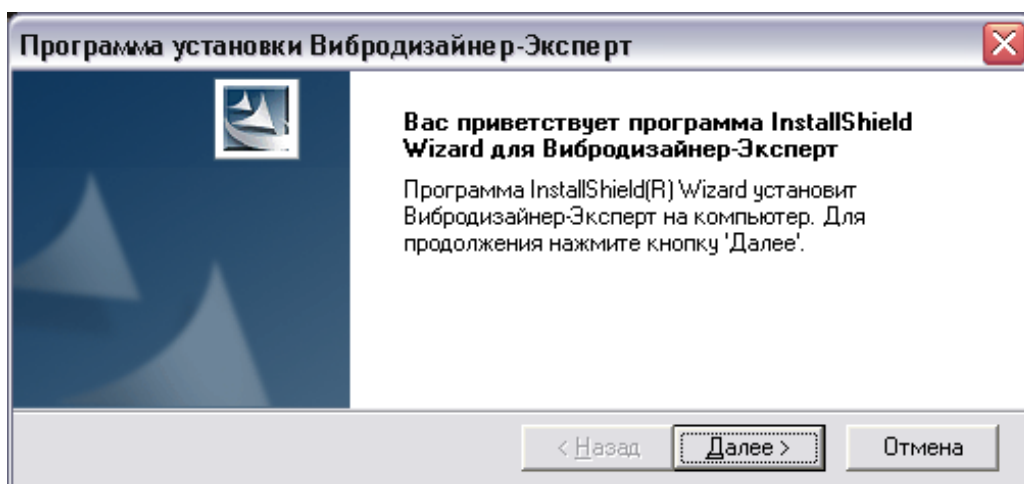 Программа установки Вибродизайнер-Эксперт
Вас приветствует программа InstallShield
Wizard для Вибродизайнер-Эксперт
Программа InstallShield(R) Wizard установит
Вибродизайнер-Эксперт на компьютер. Для
продолжения нажмите кнопку 'Далее'.
< Назад
Далее >
Отмена